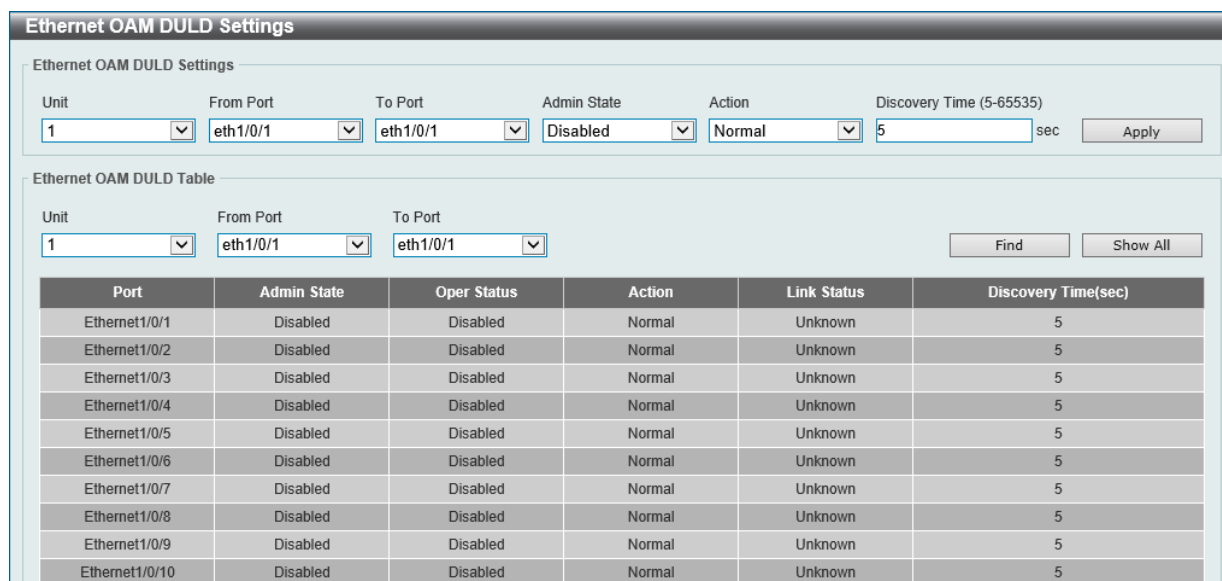 Ethernet OAM DULD Settings
Ethernet OAM DULD Settings
Unit From Port To Port Admin State Action Discovery Time (5-65535)
1 eth1/0/1 eth1/0/1 Disabled Normal 5 sec Apply
Ethernet OAM DULD Table
Unit From Port To Port
1 eth1/0/1 eth1/0/1 Find Show All
Port Admin State Oper Status Action Link Status Discovery Time(sec)
Ethernet1/0/1 Disabled Disabled Normal Unknown 5
Ethernet1/0/2 Disabled Disabled Normal Unknown 5
Ethernet1/0/3 Disabled Disabled Normal Unknown 5
Ethernet1/0/4 Disabled Disabled Normal Unknown 5
Ethernet1/0/5 Disabled Disabled Normal Unknown 5
Ethernet1/0/6 Disabled Disabled Normal Unknown 5
Ethernet1/0/7 Disabled Disabled Normal Unknown 5
Ethernet1/0/8 Disabled Disabled Normal Unknown 5
Ethernet1/0/9 Disabled Disabled Normal Unknown 5
Ethernet1/0/10 Disabled Disabled Normal Unknown 5